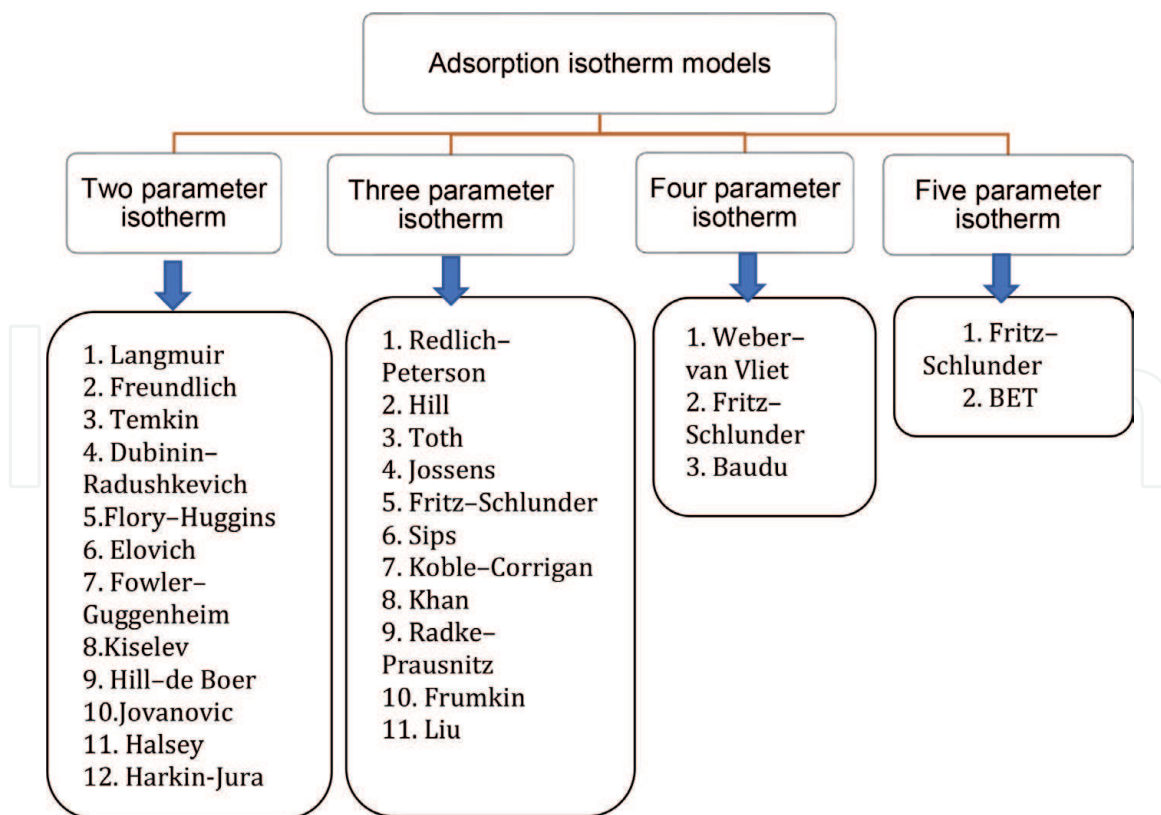 Adsorption isotherm models
Two parameter
isotherm
Three parameter
isotherm
Four parameter
isotherm
Five parameter
isotherm
1. Langmuir
2. Freundlich
3. Temkin
4. Dubinin–
Radushkevich
5.Flory–Huggins
6. Elovich
7. Fowler–
Guggenheim
8.Kiselev
9. Hill–de Boer
10.Jovanovic
11. Halsey
12. Harkin-Jura
1. Redlich–
Peterson
2. Hill
3. Toth
4. Jossens
5. Fritz–Schlunder
6. Sips
7. Koble–Corrigan
8. Khan
9. Radke–
Prausnitz
10. Frumkin
11. Liu
1. Weber–
van Vliet
2. Fritz-
Schlunder
3. Baudu
1. Fritz–
Schlunder
2. BET